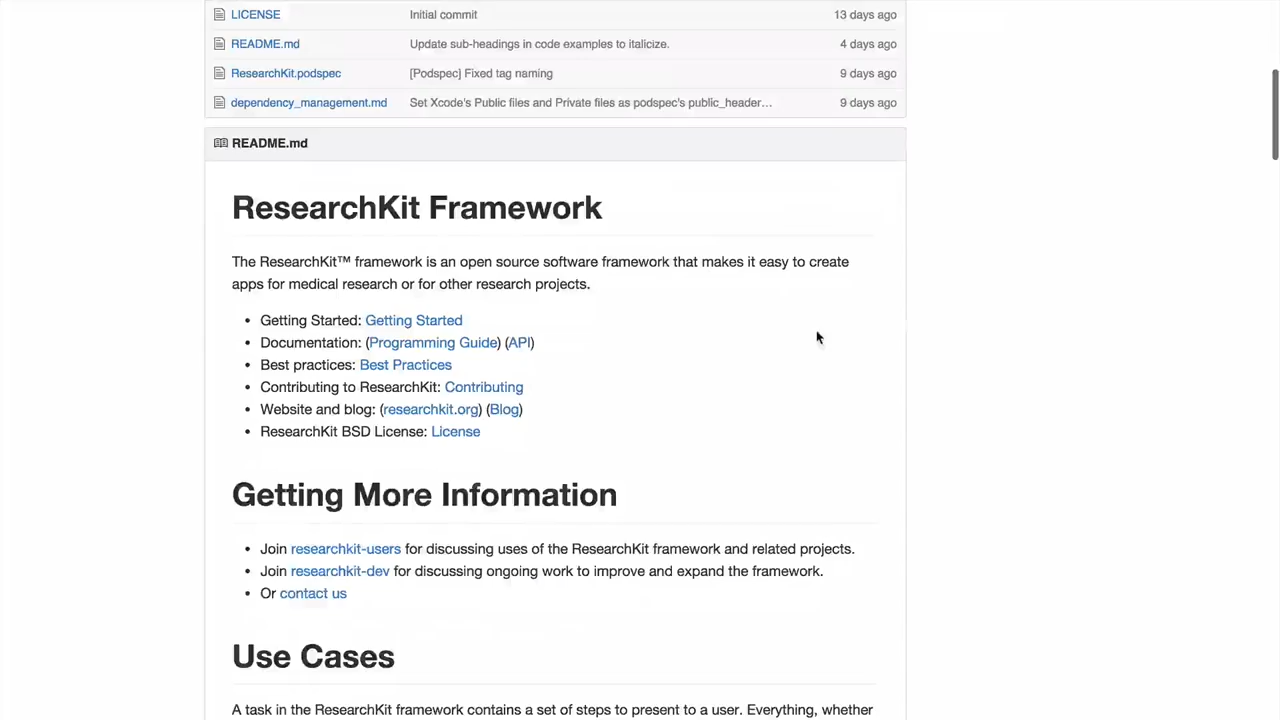 LICENSE Initial commit 13 days ago
README.md Update sub-headings in code examples to italicize. 4 days ago
ResearchKit.podspec [Podspec] Fixed tag naming 9 days ago
dependency_management.md Set Xcode's Public files and Private files as podspec's public_header… 9 days ago
README.md
ResearchKit Framework
The ResearchKit™ framework is an open source software framework that makes it easy to create
apps for medical research or for other research projects.
• Getting Started: Getting Started
• Documentation: (Programming Guide) (API)
• Best practices: Best Practices
• Contributing to ResearchKit: Contributing
• Website and blog: (researchkit.org) (Blog)
• ResearchKit BSD License: License
Getting More Information
• Join researchkit-users for discussing uses of the ResearchKit framework and related projects.
• Join researchkit-dev for discussing ongoing work to improve and expand the framework.
• Or contact us
Use Cases
A task in the ResearchKit framework contains a set of steps to present to a user. Everything, whether